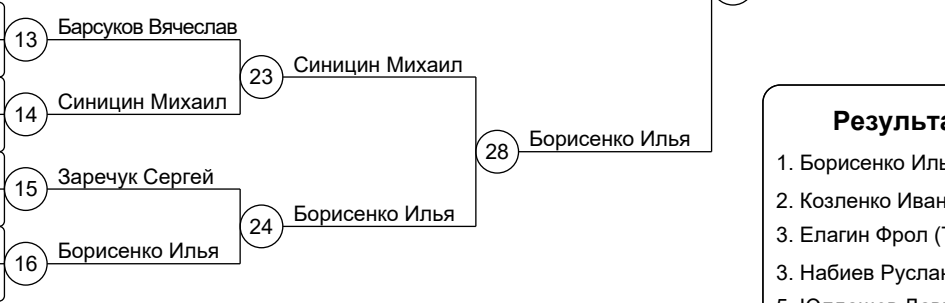 13
Барсуков Вячеслав
23
Синицин Михаил
14
Синицин Михаил
28
Борисенко Илья
15
Заречук Сергей
24
Борисенко Илья
16
Борисенко Илья
1. Борисенко
2. Козленко Иван
3. Елагин Фрол
3. Набиев